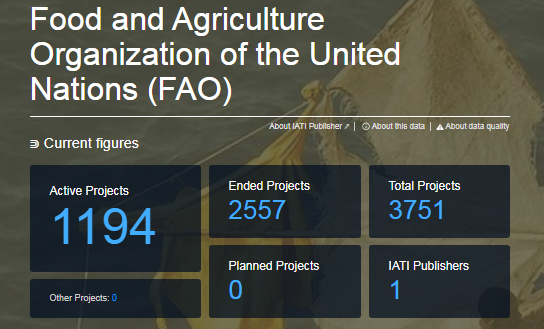 Food and Agriculture
Organization of the United
Nations (FAO)
About IATI Publisher | About this data | About data quality
Current figures
Active Projects
1194
Ended Projects
2557
Total Projects
3751
Planned Projects
0
IATI Publishers
1
Other Projects: 0